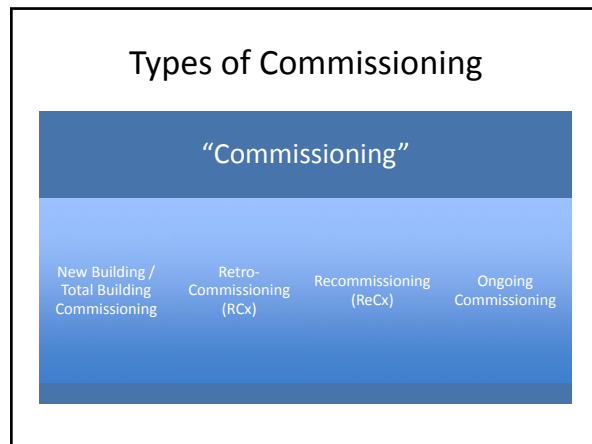 Types of Commissioning
“Commissioning”
New Building /
Total Building
Commissioning
Retro-
Commissioning
(RCx)
Recommissioning
(ReCx)
Ongoing
Commissioning